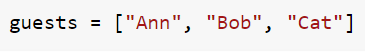 guests = ["Ann", "Bob", "Cat"]